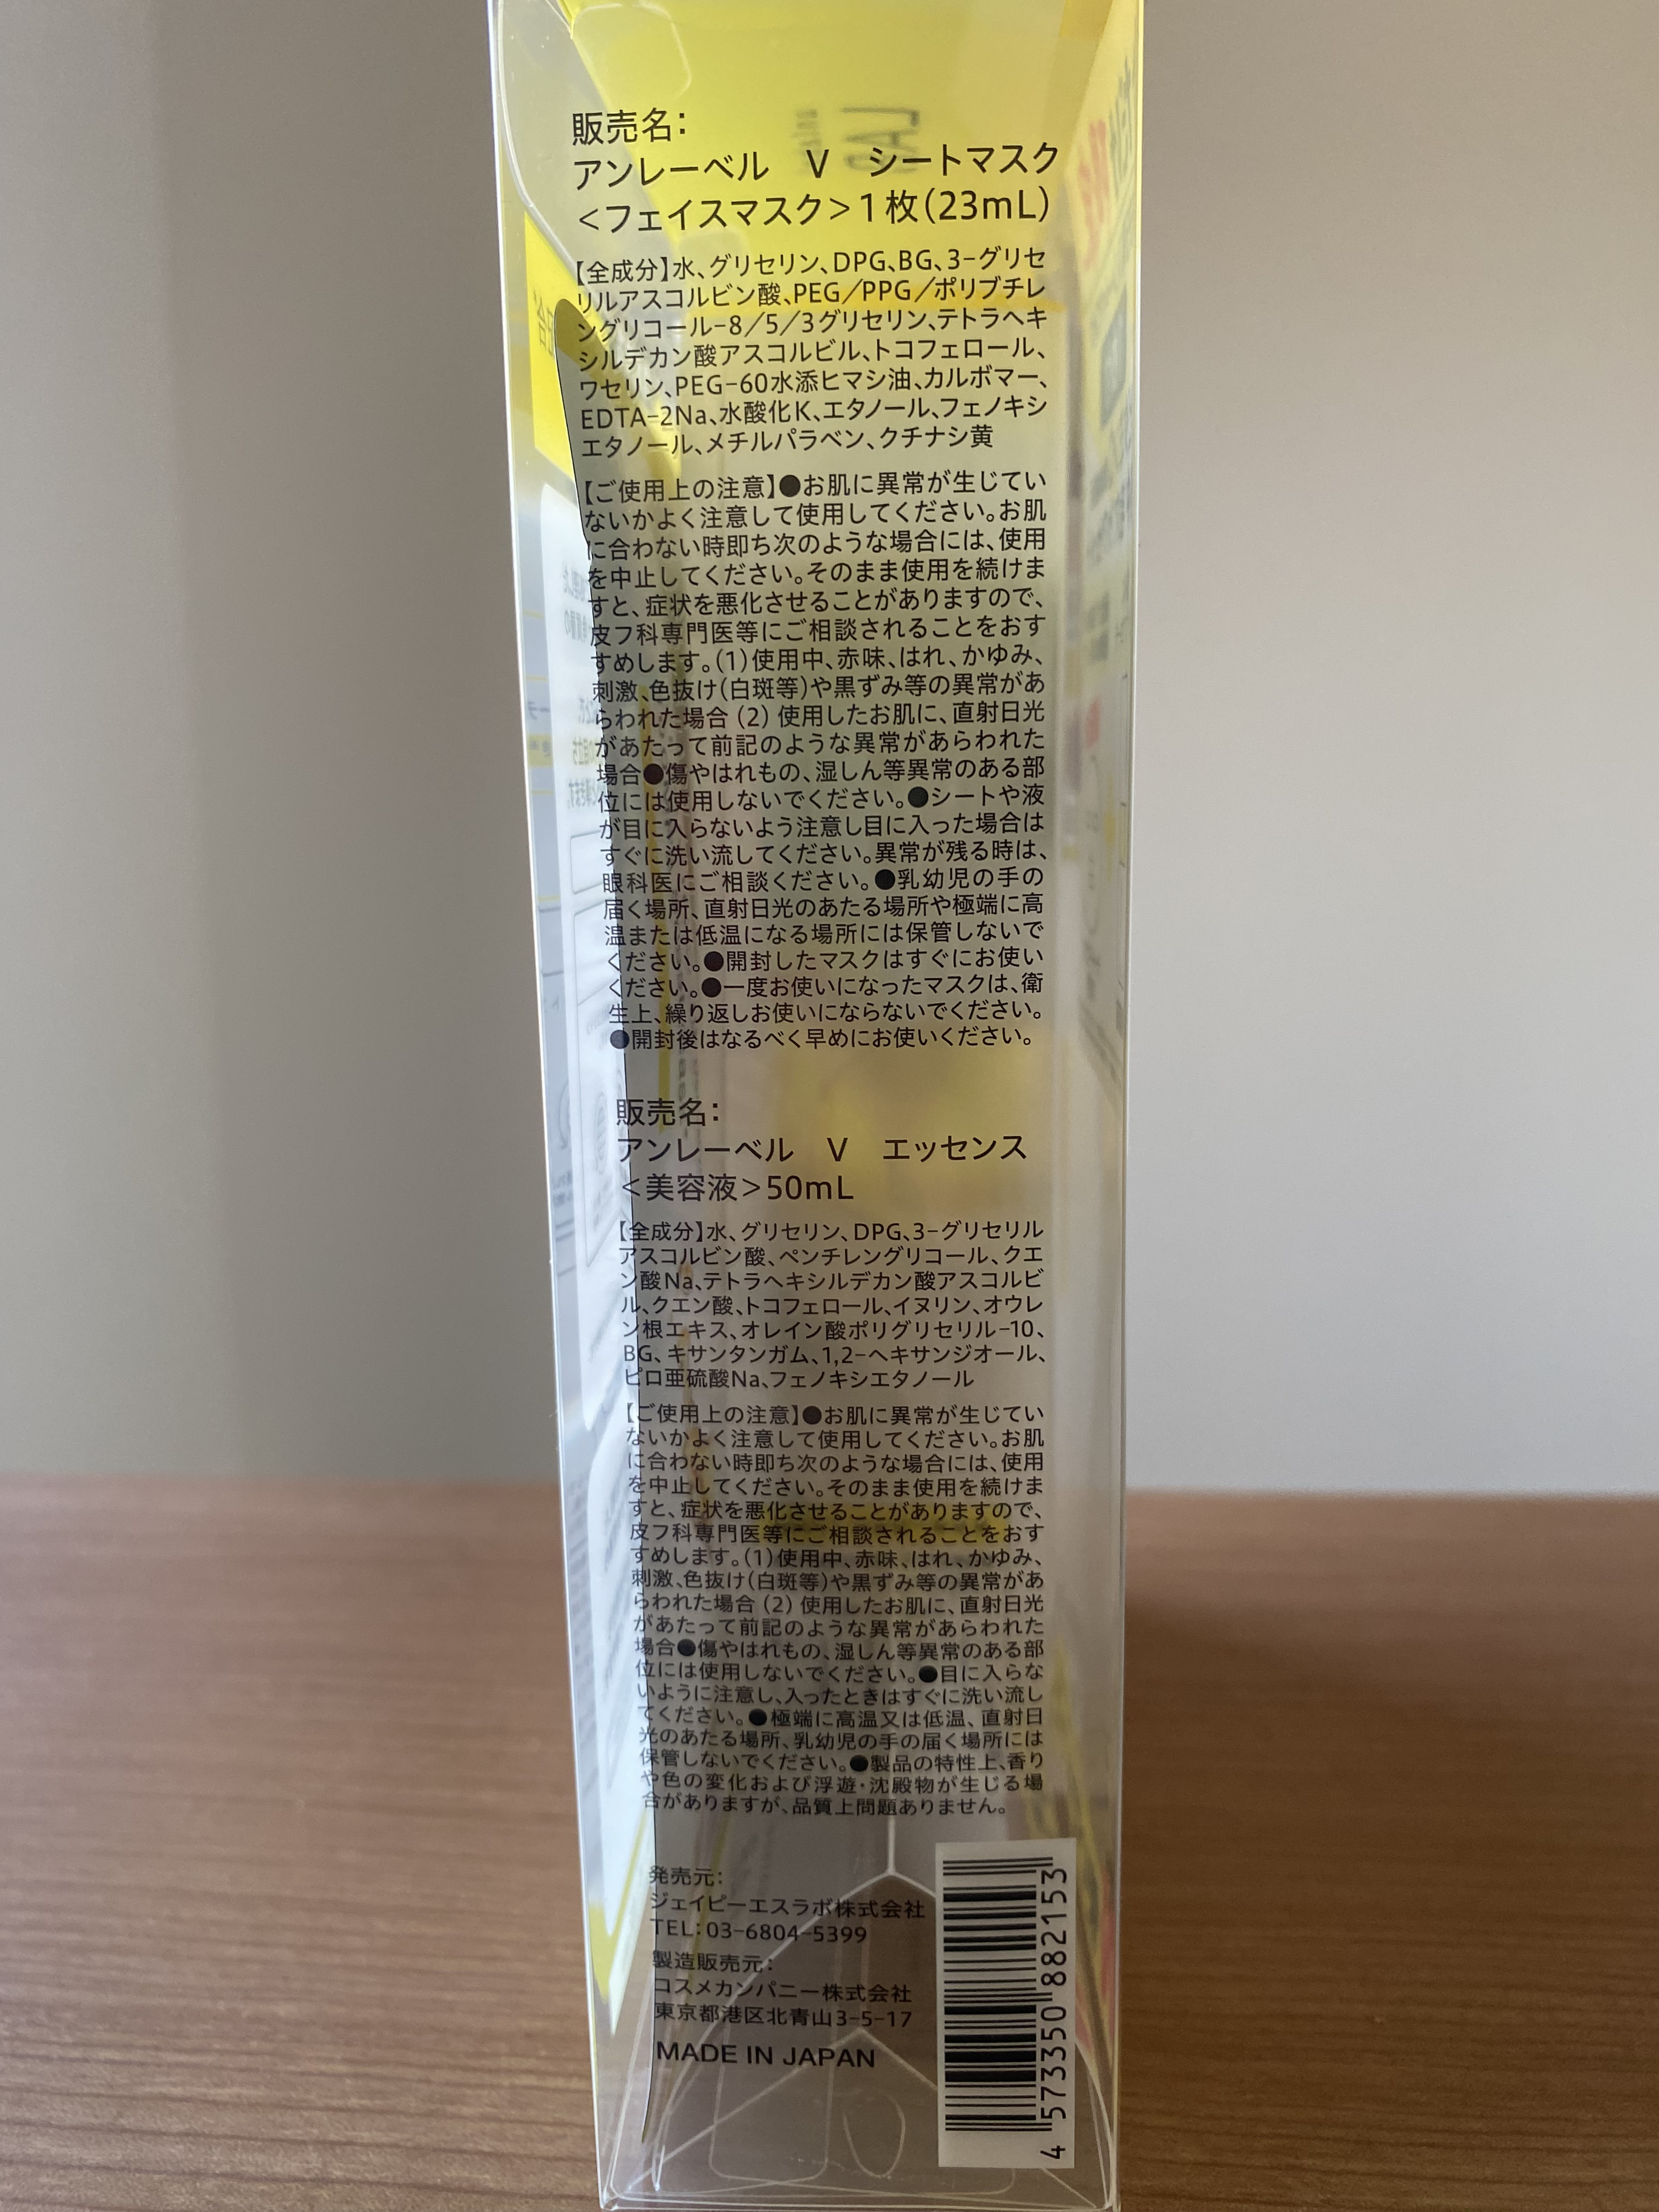 販売名：
アンレーベル　V　シートマスク
＜フェイスマスク＞1枚（23mL）
【全成分】水、グリセリン、DPG、BG、3−グリセ
リルアスコルビン酸、PEG／PPG／ポリブチレ
ングリコール−8／5／3グリセリン、テトラヘキ
シルデカン酸アスコルビル、トコフェロール、
ワセリン、PEG−60水添ヒマシ油、カルボマー、
EDTA−2Na、水酸化K、エタノール、フェノキシ
エタノール、メチルパラベン、クチナシ黄
【ご使用上の注意】●お肌に異常が生じてい
ないかよく注意して使用してください。お肌
に合わない時即ち次のような場合には、使用
を中止してください。そのまま使用を続けま
すと、症状を悪化させることがありますので、
皮フ科専門医等にご相談されることをおす
すめします。（1）使用中、赤味、はれ、かゆみ、
刺激、色抜け（白斑等）や黒ずみ等の異常があ
らわれた場合（2）使用したお肌に、直射日光
があたって前記のような異常があらわれた
場合●傷やはれもの、湿しん等異常のある部
位には使用しないでください。●シートや液
が目に入らないよう注意し目に入った場合は
すぐに洗い流してください。異常が残る時は、
眼科医にご相談ください。●乳幼児の手の
届く場所、直射日光のあたる場所や極端に高
温または低温になる場所には保管しないで
ください。●開封したマスクはすぐにお使い
ください。●一度お使いになったマスクは、衛
生上、繰り返しお使いにならないでください。
●開封後はなるべく早めにお使いください。
販売名：
アンレーベル　V　エッセンス
＜美容液＞50mL
【全成分】水、グリセリン、DPG、3−グリセリル
アスコルビン酸、ペンチレングリコール、クエ
ン酸Na、テトラヘキシルデカン酸アスコルビ
ル、クエン酸、トコフェロール、イヌリン、オウレ
ン根エキス、オレイン酸ポリグリセリル−10、
BG、キサンタンガム、1,2−ヘキサンジオール、
ピロ亜硫酸Na、フェノキシエタノール
【ご使用上の注意】●お肌に異常が生じてい
ないかよく注意して使用してください。お肌
に合わない時即ち次のような場合には、使用
を中止してください。そのまま使用を続けま
すと、症状を悪化させることがありますので、
皮フ科専門医等にご相談されることをおす
すめします。（1）使用中、赤味、はれ、かゆみ、
刺激、色抜け（白斑等）や黒ずみ等の異常があ
らわれた場合（2）使用したお肌に、直射日光
があたって前記のような異常があらわれた
場合●傷やはれもの、湿しん等異常のある部
位には使用しないでください。●目に入らな
いように注意し、入ったときはすぐに洗い流し
てください。●極端に高温又は低温、直射日
光のあたる場所、乳幼児の手の届く場所には
保管しないでください。●製品の特性上、香り
や色の変化および浮遊・沈殿物が生じる場
合がありますが、品質上問題ありません。
発売元：
ジェイピーエスラボ株式会社
TEL：03−6804−5399
製造販売元：
コスメカンパニー株式会社
東京都港区北青山3−5−17
MADE IN JAPAN
4 573350 882153